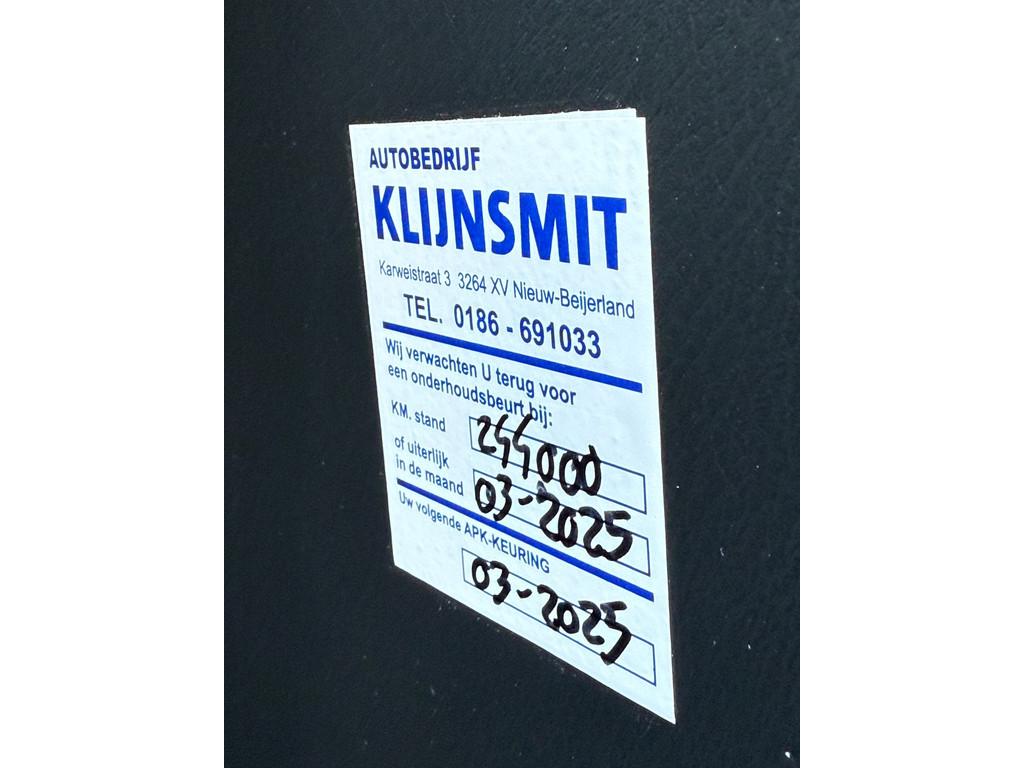 AUTOBEDRIJF
KLIJNSMIT
Karweistraat 3 3264 XV Nieuw-Beijerland
TEL. 0186 - 691033
Wij verwachten U terug voor
een onderhoudsbeurt bij:
KM. stand 244000
of uiterlijk
in de maand 03-2025
Uw volgende APK-KEURING
03-2025